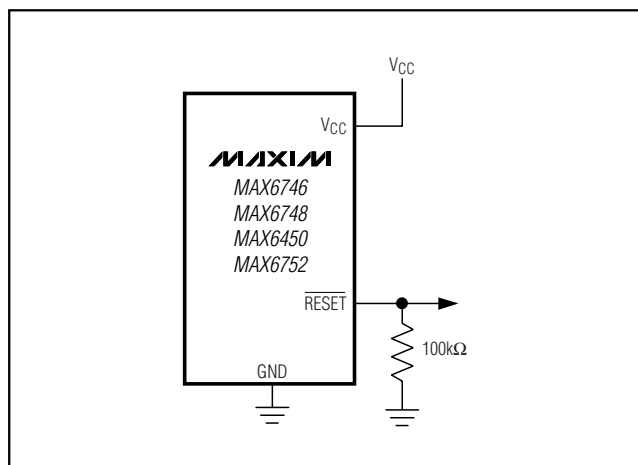 VCC
VCC
MAXIM
MAX6746
MAX6748
MAX6450
MAX6752
RESET
100kΩ
GND